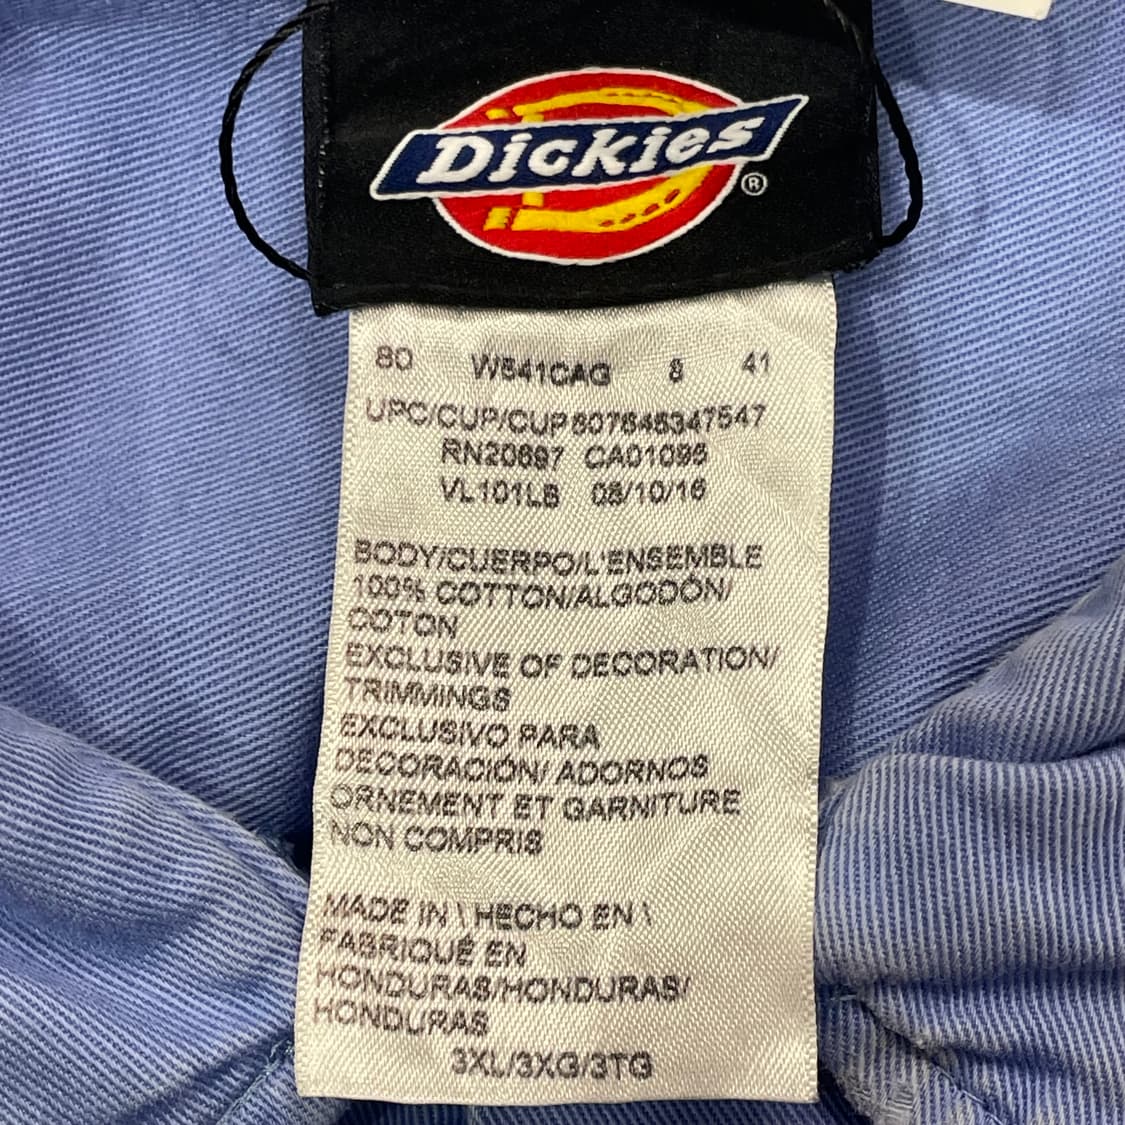 Dickies®
80 W541CAG 8 41
UPC/CUP/CUP 607645347547
RN20697 CA01095
VL101LB 08/10/16
BODY/CUERPO/L'ENSEMBLE
100% COTTON/ALGODÓN/
COTON
EXCLUSIVE OF DECORATION/
TRIMMINGS
EXCLUSIVO PARA
DECORACIÓN/ ADORNOS
ORNEMENT ET GARNITURE
NON COMPRIS
MADE IN \ HECHO EN \
FABRIQUÉ EN
HONDURAS/HONDURAS/
HONDURAS
3XL/3XG/3TG